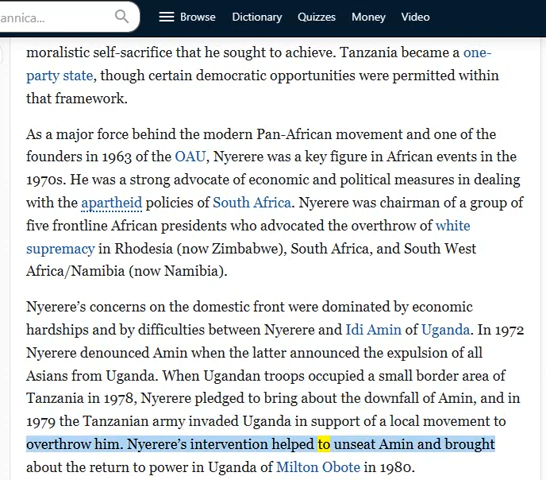 annica...
Browse Dictionary Quizzes Money Video
moralistic self-sacrifice that he sought to achieve. Tanzania became a one-
party state, though certain democratic opportunities were permitted within
that framework.
As a major force behind the modern Pan-African movement and one of the
founders in 1963 of the OAU, Nyerere was a key figure in African events in the
1970s. He was a strong advocate of economic and political measures in dealing
with the apartheid policies of South Africa. Nyerere was chairman of a group of
five frontline African presidents who advocated the overthrow of white
supremacy in Rhodesia (now Zimbabwe), South Africa, and South West
Africa/Namibia (now Namibia).
Nyerere’s concerns on the domestic front were dominated by economic
hardships and by difficulties between Nyerere and Idi Amin of Uganda. In 1972
Nyerere denounced Amin when the latter announced the expulsion of all
Asians from Uganda. When Ugandan troops occupied a small border area of
Tanzania in 1978, Nyerere pledged to bring about the downfall of Amin, and in
1979 the Tanzanian army invaded Uganda in support of a local movement to
overthrow him. Nyerere’s intervention helped to unseat Amin and brought
about the return to power in Uganda of Milton Obote in 1980.